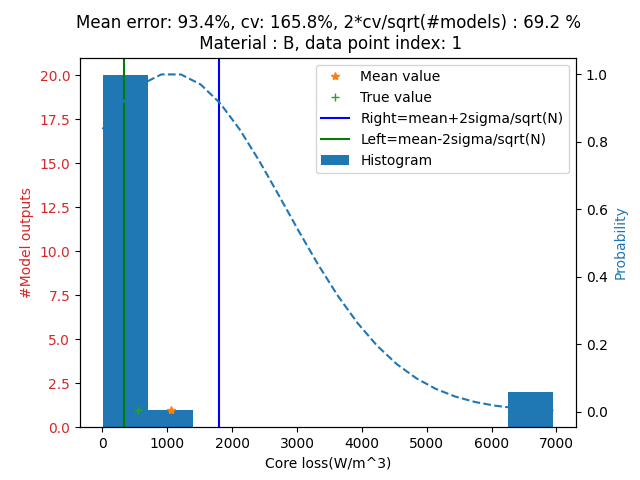 Mean error: 93.4%, cv: 165.8%, 2*cv/sqrt(#models) : 69.2 %
Material : B, data point index: 1
Mean value
True value
Right=mean+2sigma/sqrt(N)
Left=mean-2sigma/sqrt(N)
Histogram
#Model outputs
20.0
17.5
15.0
12.5
10.0
7.5
5.0
2.5
0.0
0 1000 2000 3000 4000 5000 6000 7000
Core loss(W/m^3)
1.0
0.8
0.6
0.4
0.2
0.0
Probability